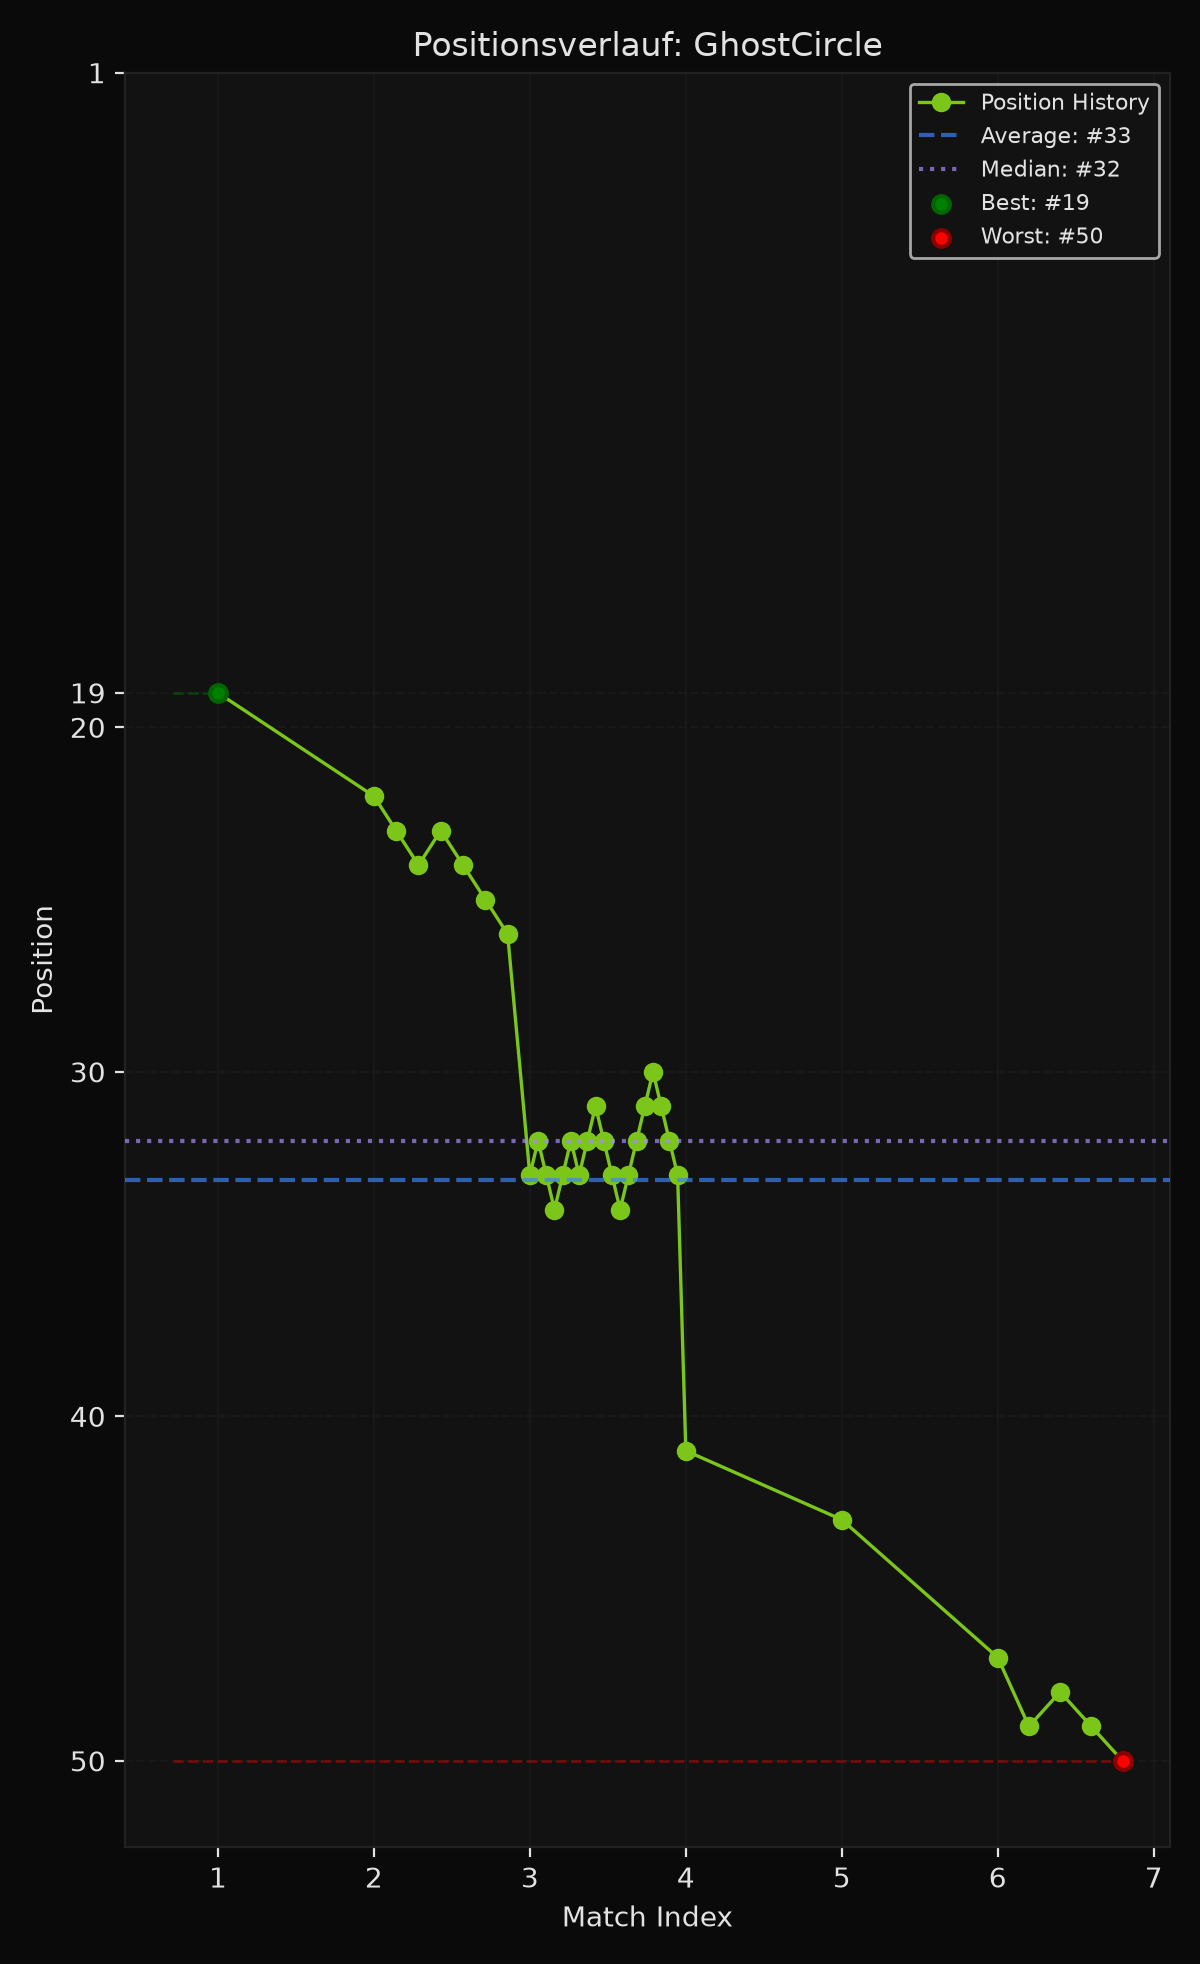 Positionsverlauf: GhostCircle
Position History
Average: #33
Median: #32
Best: #19
Worst: #50
Position
1
19
20
30
40
50
1 2 3 4 5 6 7
Match Index